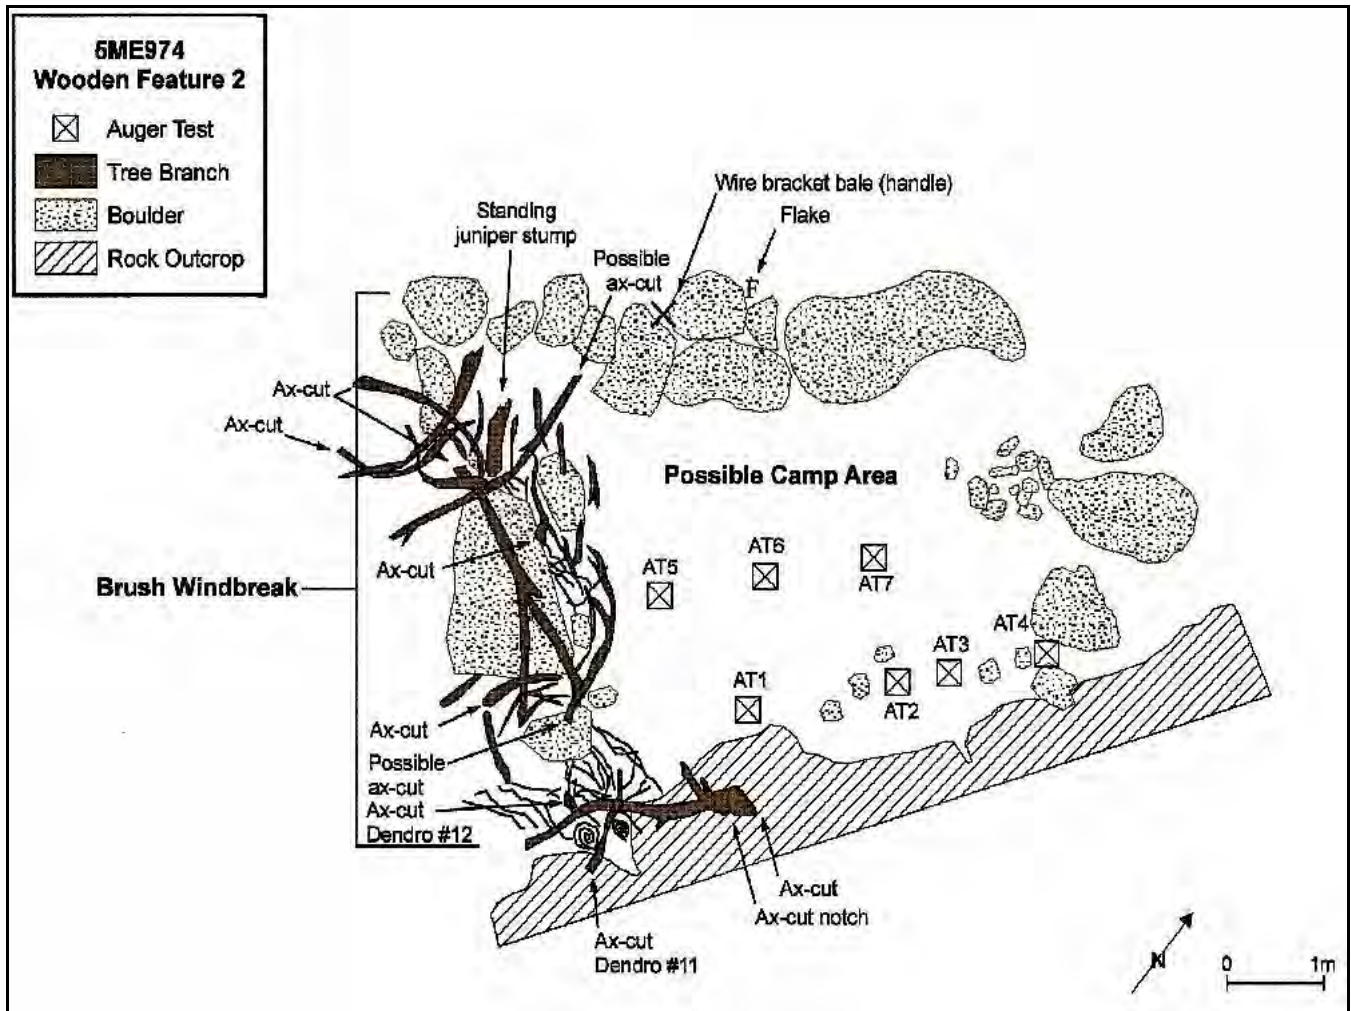 5ME974
Wooden Feature 2
Auger Test
Tree Branch
Boulder
Rock Outcrop
Wire bracket bale (handle)
Flake
Standing
juniper stump
Possible
ax-cut
F
Ax-cut
Ax-cut
Possible Camp Area
Ax-cut
Brush Windbreak
AT5
AT6
AT7
AT4
AT3
AT1
AT2
Ax-cut
Possible
ax-cut
Ax-cut
Dendro #12
Ax-cut
Ax-cut notch
Ax-cut
Dendro #11
N
0 1m